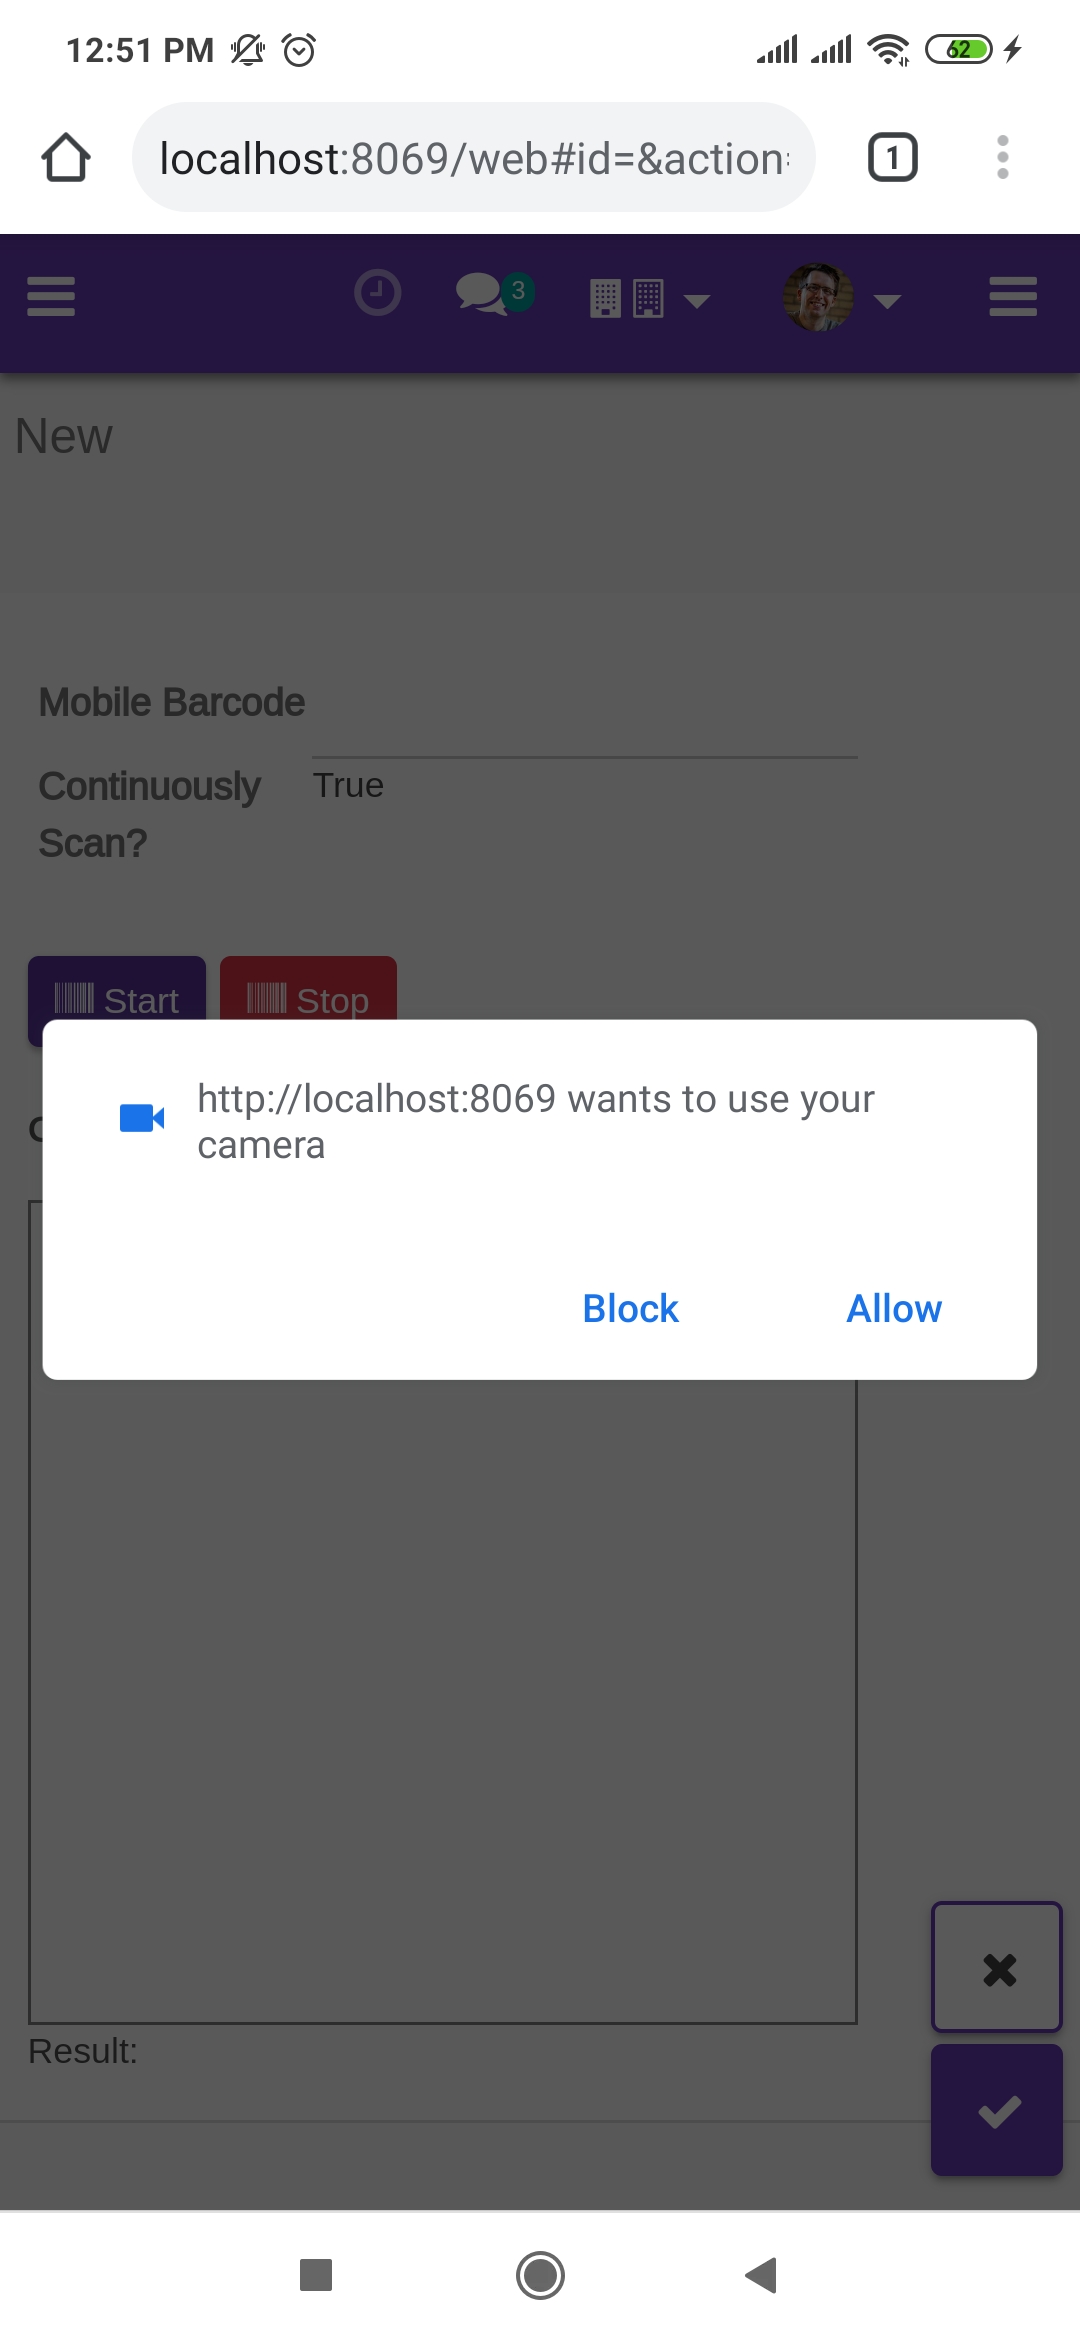 12:51 PM
62
localhost:8069/web#id=&action
1
3
New
Mobile Barcode
Continuously
Scan?
True
Start
Stop
http://localhost:8069 wants to use your
camera
Block
Allow
Result: